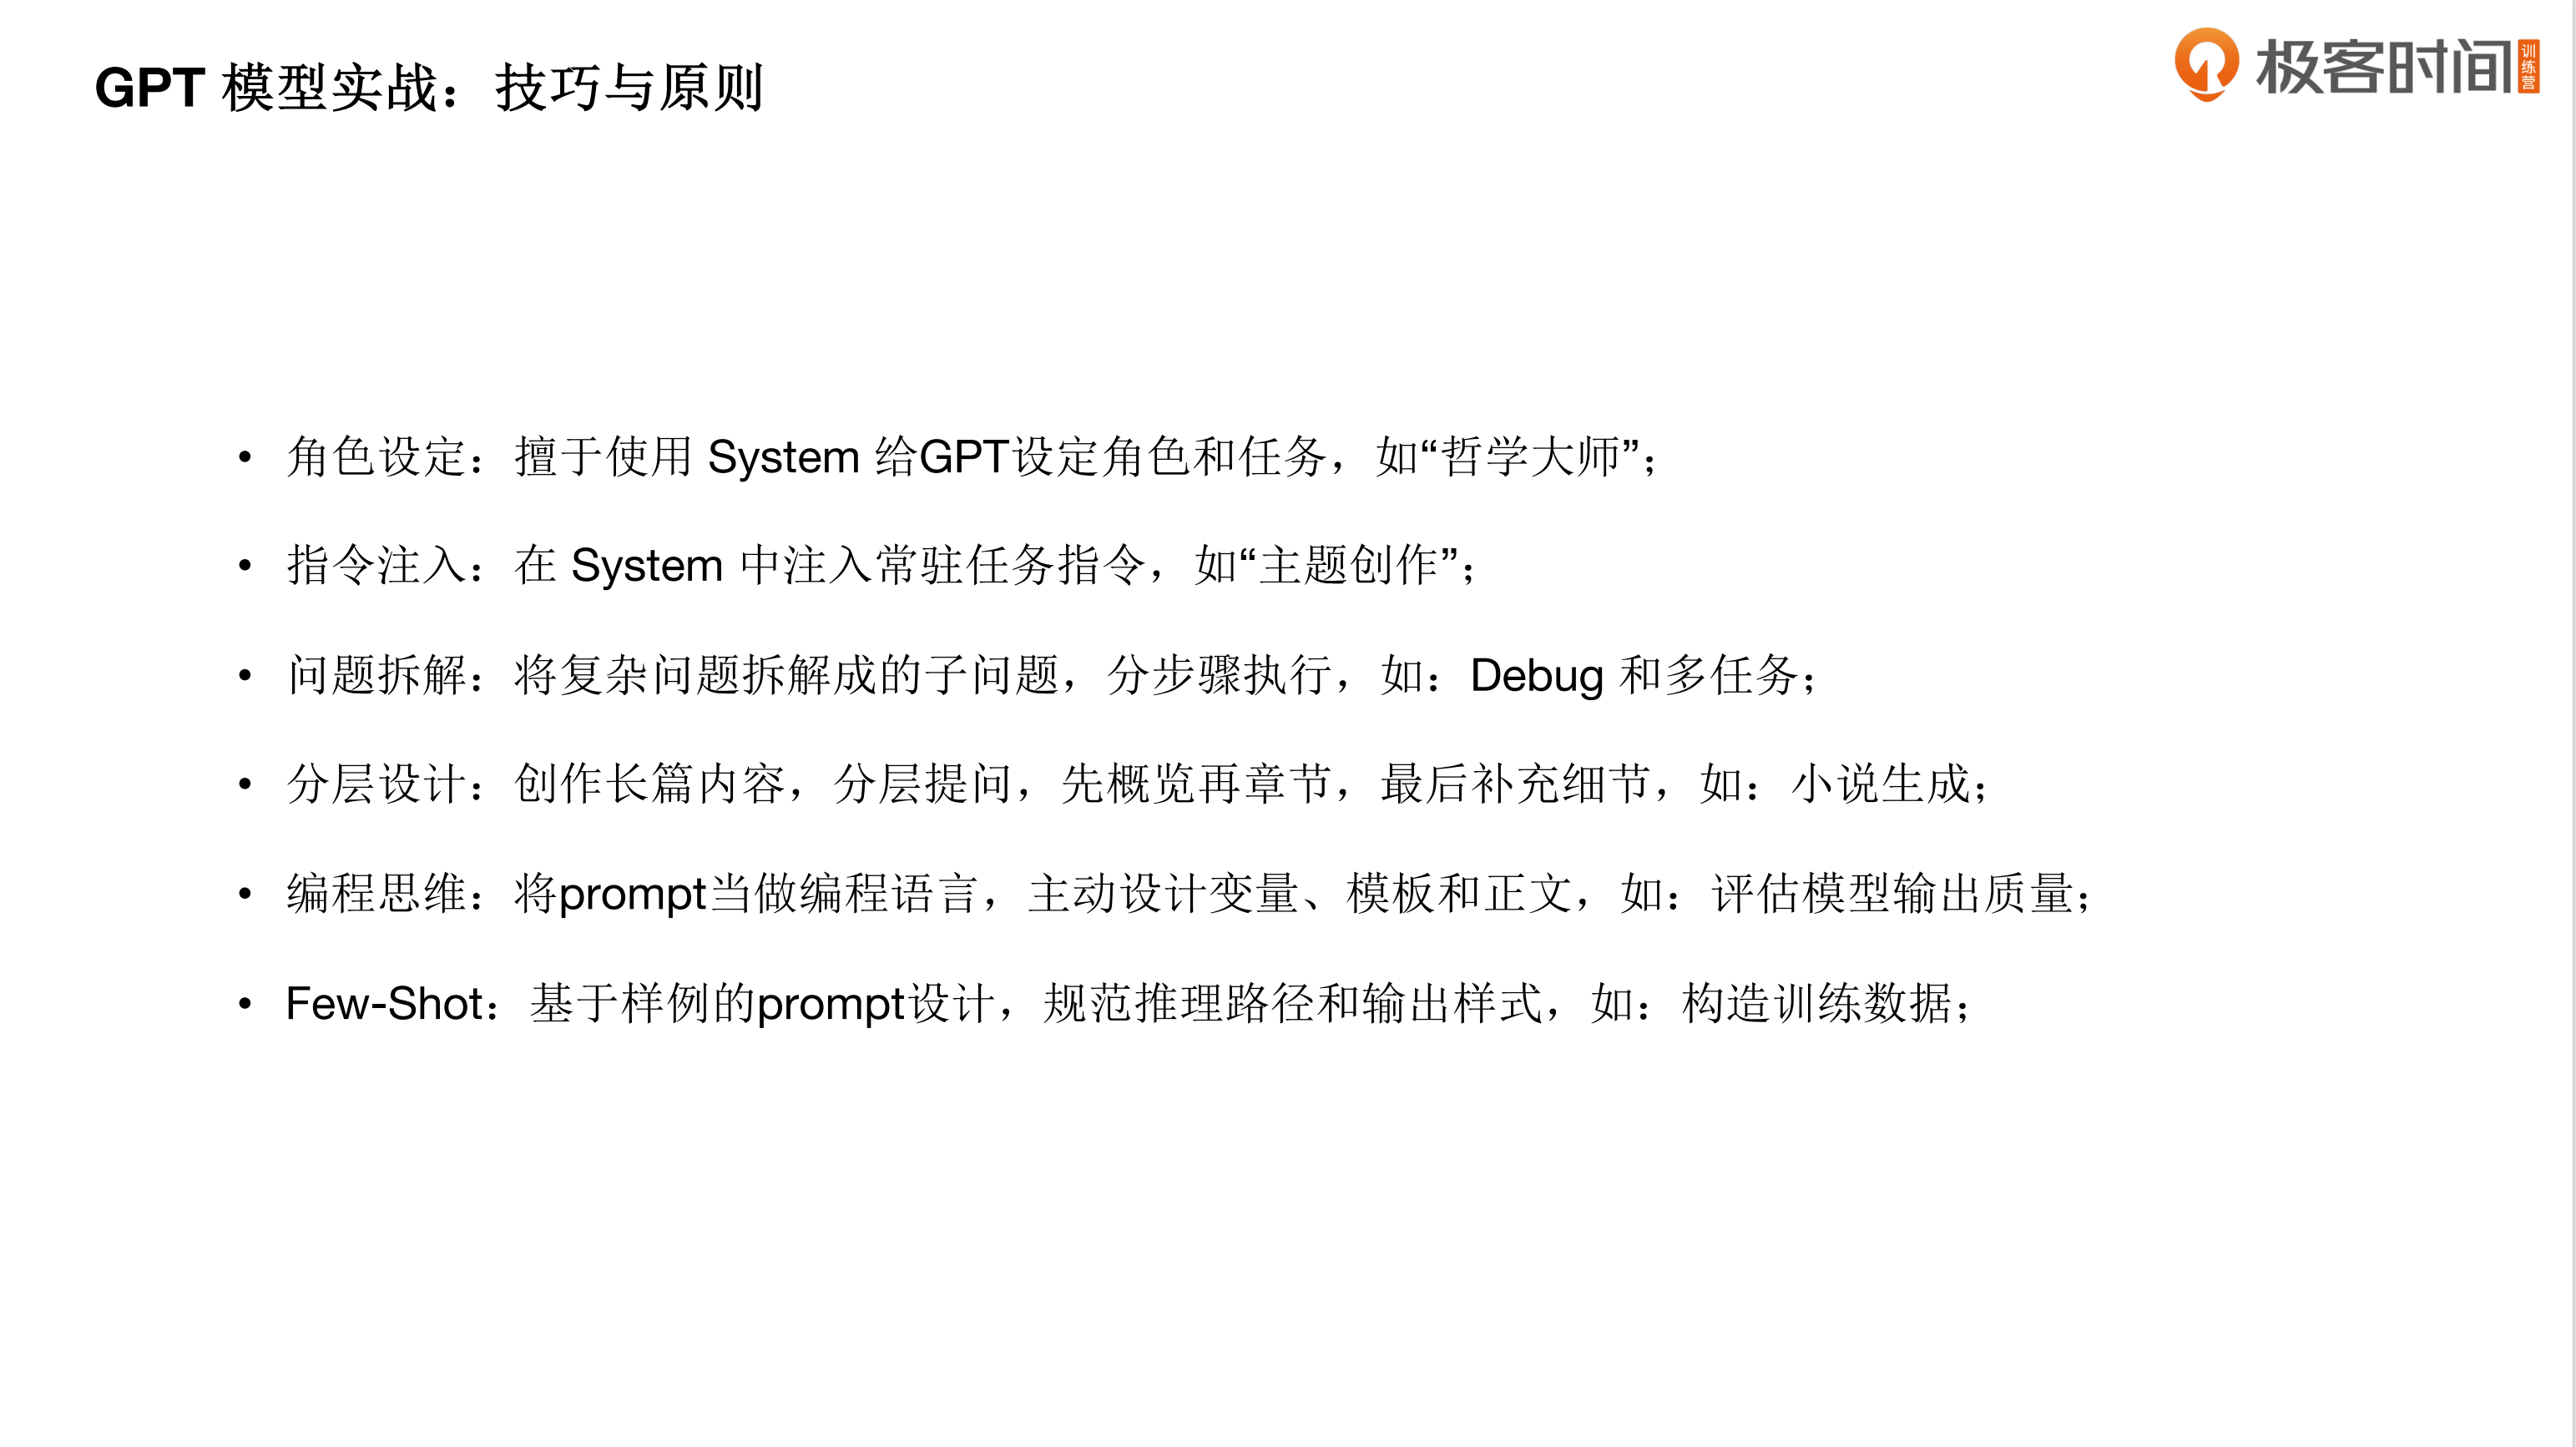 GPT 模型实战：技巧与原则
极客时间
训练营
• 角色设定：擅于使用 System 给GPT设定角色和任务，如“哲学大师”；
• 指令注入：在 System 中注入常驻任务指令，如“主题创作”；
• 问题拆解：将复杂问题拆解成的子问题，分步骤执行，如：Debug 和多任务；
• 分层设计：创作长篇内容，分层提问，先概览再章节，最后补充细节，如：小说生成；
• 编程思维：将prompt当做编程语言，主动设计变量、模板和正文，如：评估模型输出质量；
• Few-Shot：基于样例的prompt设计，规范推理路径和输出样式，如：构造训练数据；